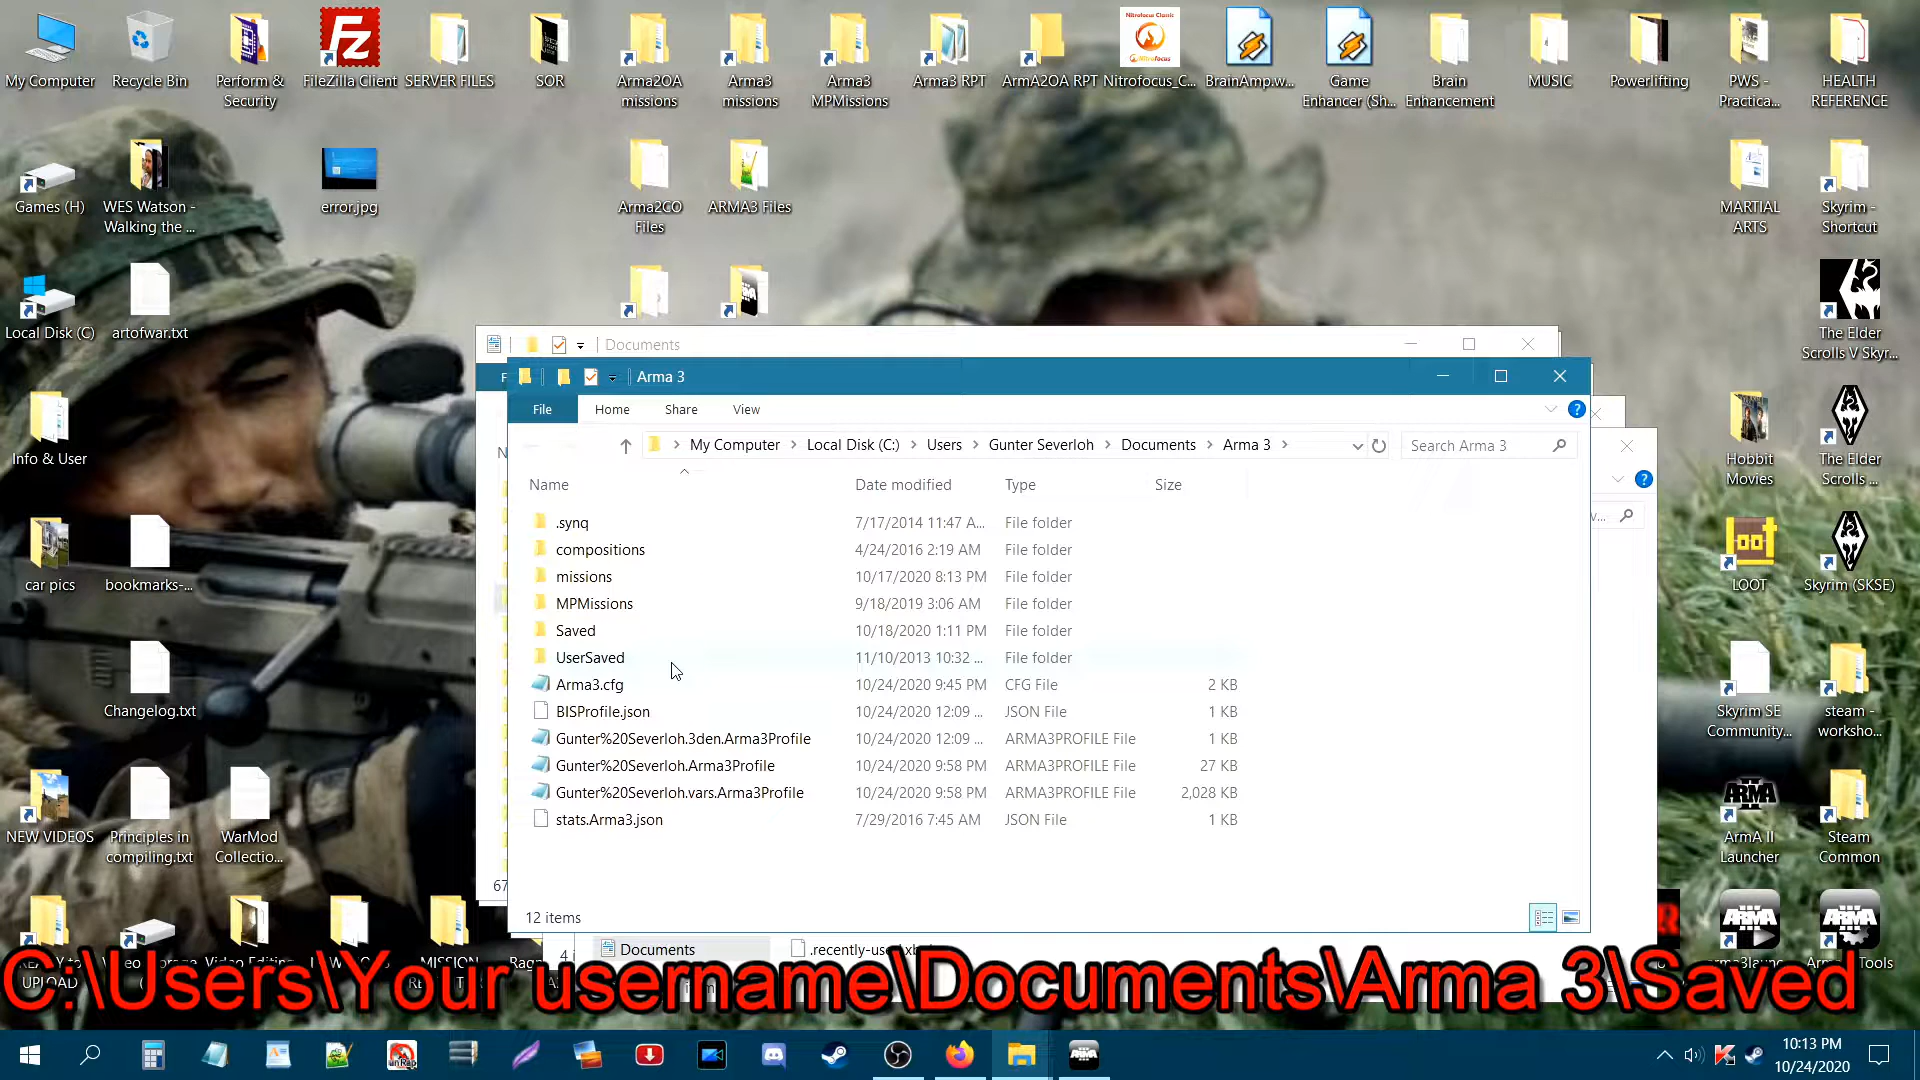 My Computer
Recycle Bin
Perform &
Security
FileZilla Client
SERVER FILES
SOR
Arma2OA
missions
Arma3
missions
Arma3
MPMissions
Arma3 RPT
ArmA2OA RPT
Nitrofocus_C...
BrainAmp.w...
Game
Enhancer (Sh...
Brain
Enhancement
MUSIC
Powerlifting
PWS -
Practica...
HEALTH
REFERENCE
Games (H)
WES Watson -
Walking the ...
error.jpg
Arma2CO
Files
ARMA3 Files
MARTIAL
ARTS
Skyrim -
Shortcut
Local Disk (C)
artofwar.txt
The Elder
Scrolls V Skyr...
Documents
Arma 3
File
Home
Share
View
My Computer
Local Disk (C:)
Users
Gunter Severloh
Documents
Arma 3
Search Arma 3
Name
Date modified
Type
Size
.synq
7/17/2014 11:47 A...
File folder
compositions
4/24/2016 2:19 AM
File folder
missions
10/17/2020 8:13 PM
File folder
MPMissions
9/18/2019 3:06 AM
File folder
Saved
10/18/2020 1:11 PM
File folder
UserSaved
11/10/2013 10:32 ...
File folder
Arma3.cfg
10/24/2020 9:45 PM
CFG File
2 KB
BISProfile.json
10/24/2020 12:09 ...
JSON File
1 KB
Gunter%20Severloh.3den.Arma3Profile
10/24/2020 12:09 ...
ARMA3PROFILE File
1 KB
Gunter%20Severloh.Arma3Profile
10/24/2020 9:58 PM
ARMA3PROFILE File
27 KB
Gunter%20Severloh.vars.Arma3Profile
10/24/2020 9:58 PM
ARMA3PROFILE File
2,028 KB
stats.Arma3.json
7/29/2016 7:45 AM
JSON File
1 KB
12 items
Documents
Info & User
Hobbit
Movies
The Elder
Scrolls ...
car pics
bookmarks-...
LOOT
Skyrim (SKSE)
Changelog.txt
Skyrim SE
Community...
steam -
worksho...
NEW VIDEOS
Principles in
compiling.txt
WarMod
Collectio...
ArmA II
Launcher
Steam
Common
UPLOAD
C:\Users\Your username\Documents\Arma 3\Saved
10:13 PM
10/24/2020